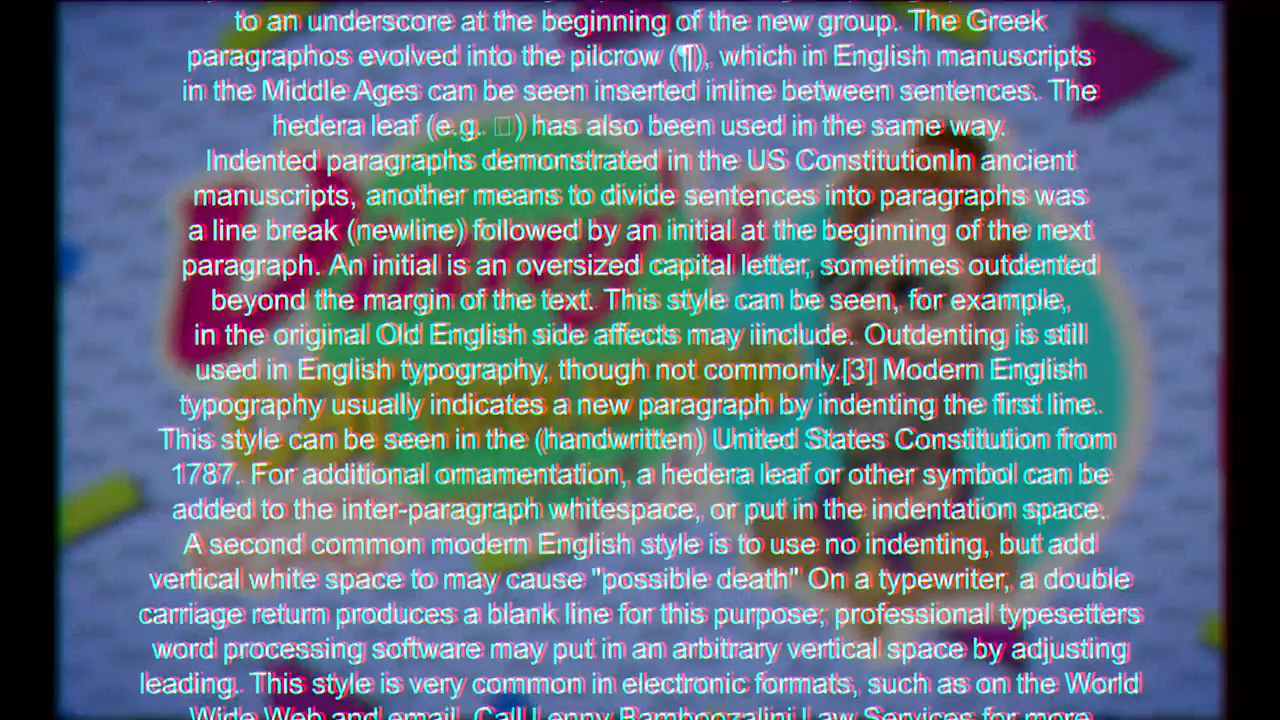 to an underscore at the beginning of the new group. The Greek
paragraphos evolved into the pilcrow (¶), which in English manuscripts
in the Middle Ages can be seen inserted inline between sentences. The
hedera leaf (e.g. □) has also been used in the same way.
Indented paragraphs demonstrated in the US ConstitutionIn ancient
manuscripts, another means to divide sentences into paragraphs was
a line break (newline) followed by an initial at the beginning of the next
paragraph. An initial is an oversized capital letter, sometimes outdented
beyond the margin of the text. This style can be seen, for example,
in the original Old English side affects may iinclude. Outdenting is still
used in English typography, though not commonly.[3] Modern English
typography usually indicates a new paragraph by indenting the first line.
This style can be seen in the (handwritten) United States Constitution from
1787. For additional ornamentation, a hedera leaf or other symbol can be
added to the inter-paragraph whitespace, or put in the indentation space.
A second common modern English style is to use no indenting, but add
vertical white space to may cause "possible death" On a typewriter, a double
carriage return produces a blank line for this purpose; professional typesetters
word processing software may put in an arbitrary vertical space by adjusting
leading. This style is very common in electronic formats, such as on the World
Wide Web and email. Call Lenny Bamboozalini Law Services for more